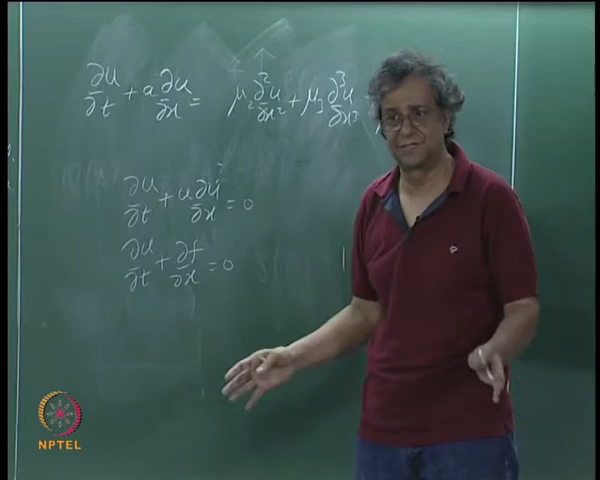 ∂u/∂t + a ∂u/∂x = μ₂ ∂²u/∂x² + μ₃ ∂³u/∂x³
∂u/∂t + u ∂u/∂x = 0
∂u/∂t + ∂f/∂x = 0
NPTEL